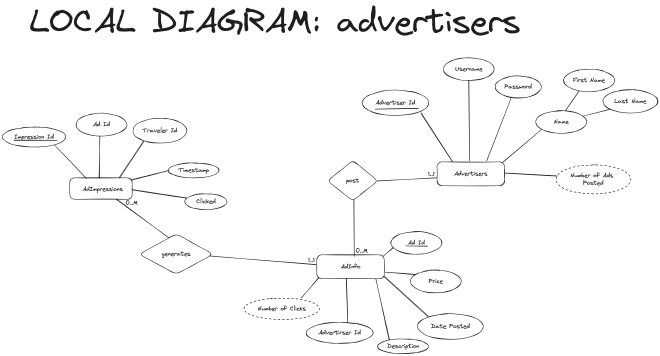 LOCAL DIAGRAM: advertisers
Username
First Name
Password
Last Name
Advertiser Id
Name
Ad Id
Traveler Id
Impression Id
Timestamp
Number of Ads
Posted
post
1..1
Advertisers
AdImpressions
Clicked
0..M
Ad Id
generates
0..M
1..1
AdInfo
Price
Number of Clicks
Advertirser Id
Date Posted
Description